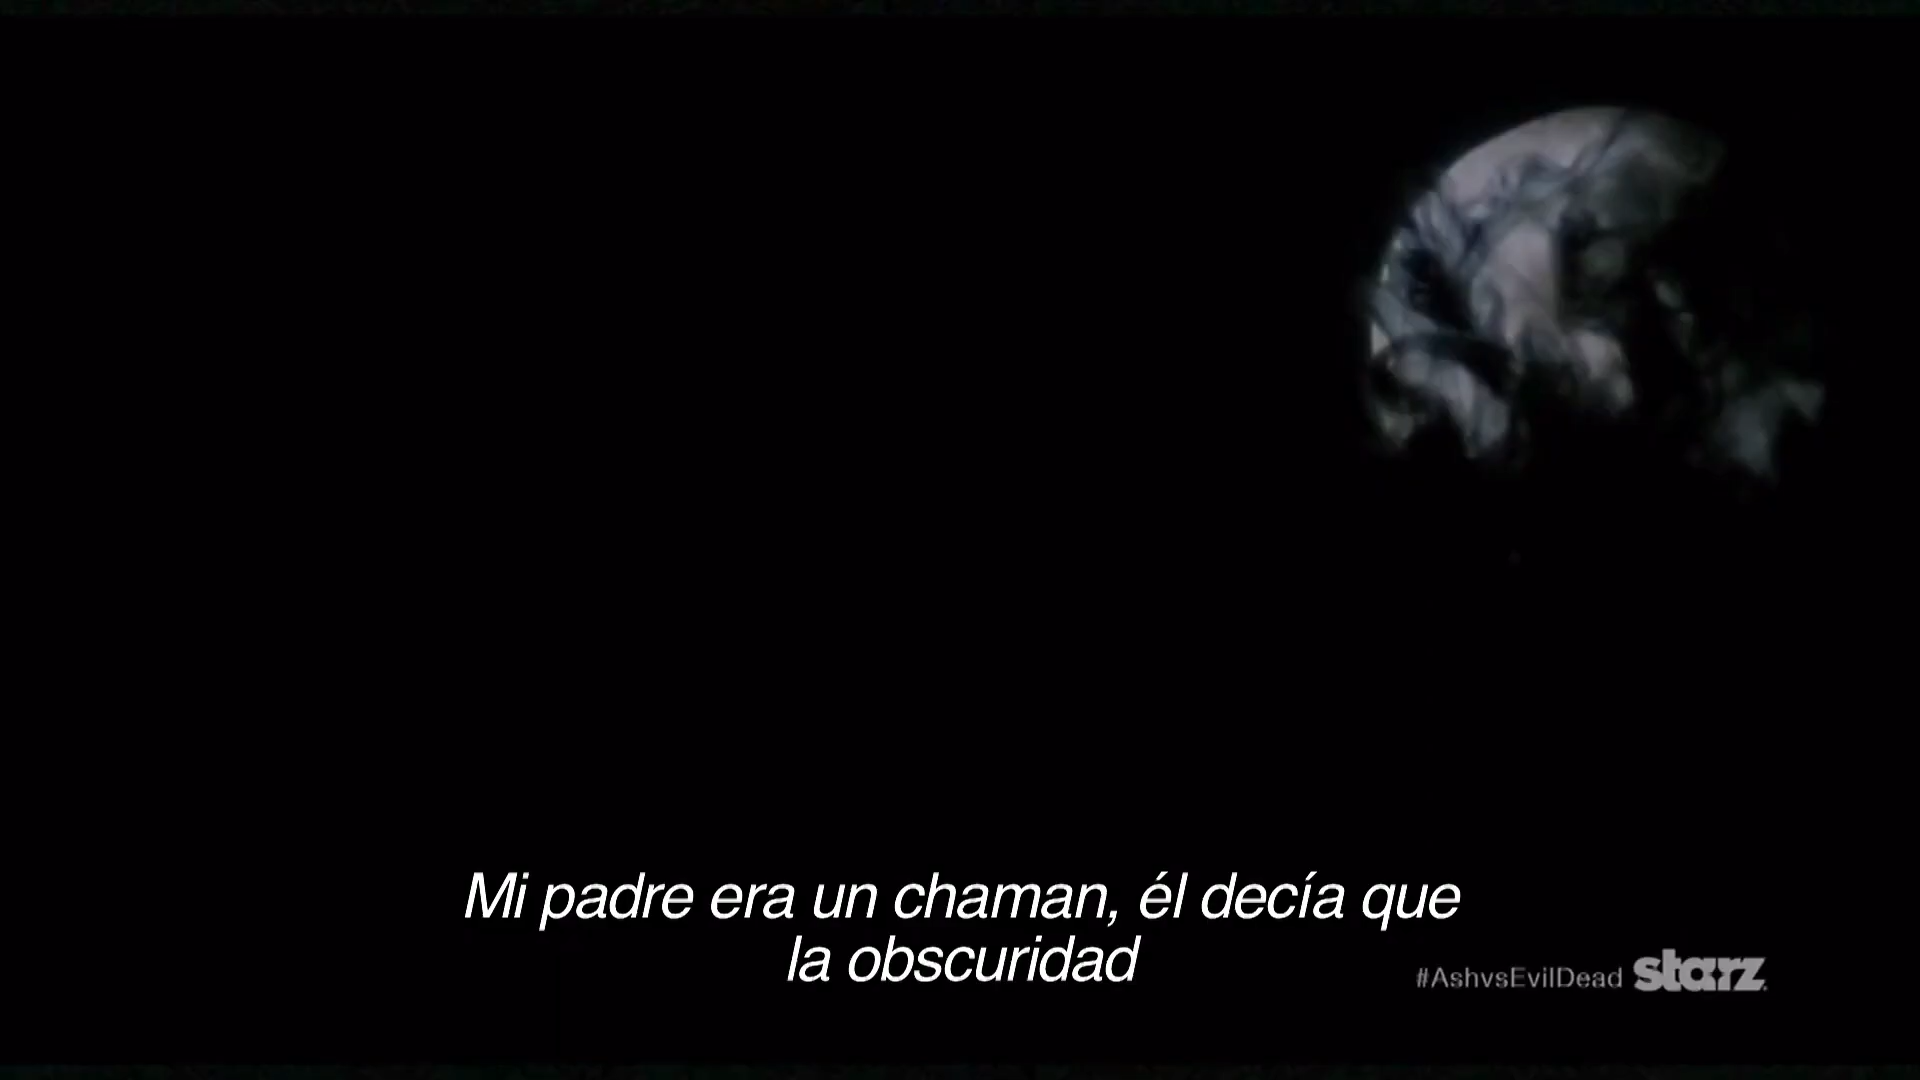 Mi padre era un chaman, él decía que
la obscuridad
#AshvsEvilDead starz